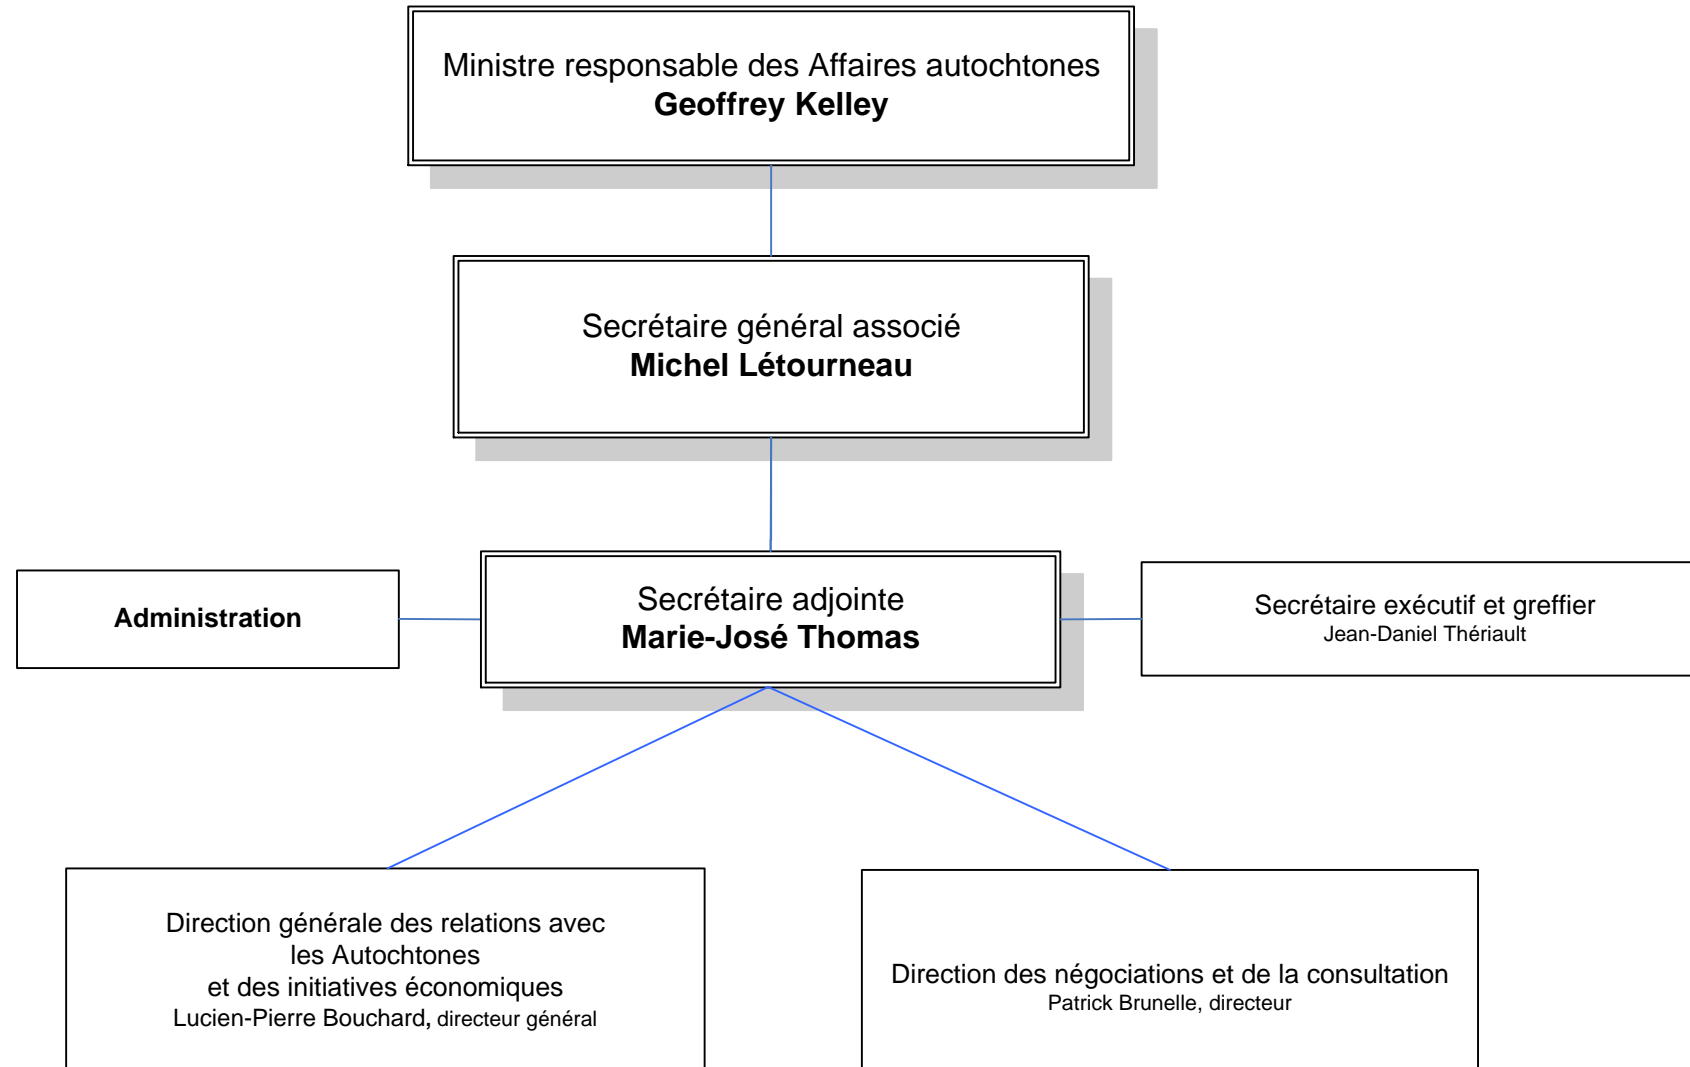 Ministre responsable des Affaires autochtones
Geoffrey Kelley
Secrétaire général associé
Michel Létourneau
Administration
Secrétaire adjointe
Marie-José Thomas
Secrétaire exécutif et greffier
Jean-Daniel Thériault
Direction générale des relations avec
les Autochtones
et des initiatives économiques
Lucien-Pierre Bouchard, directeur général
Direction des négociations et de la consultation
Patrick Brunelle, directeur